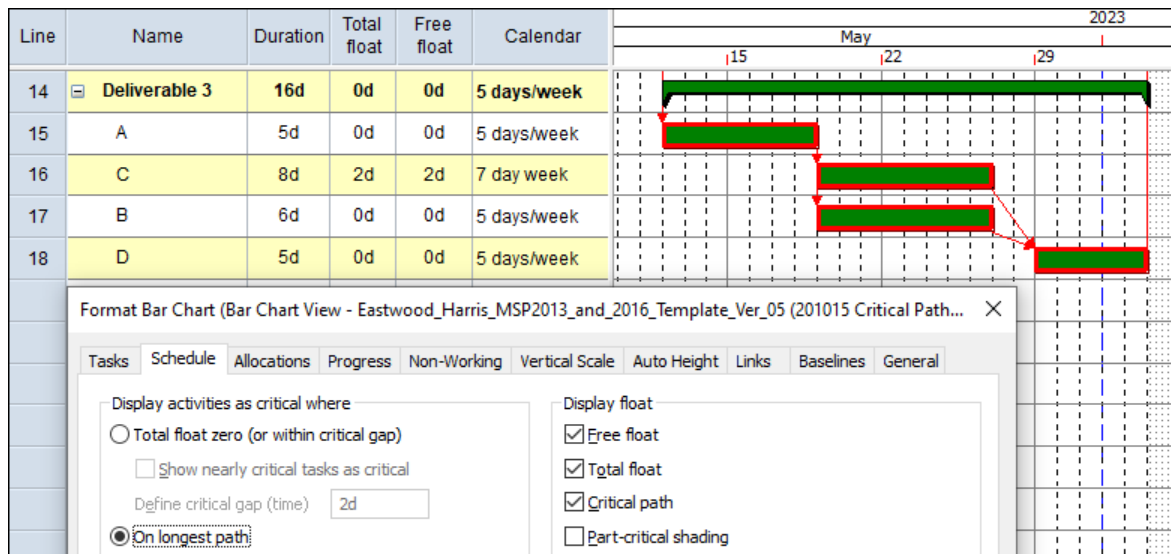 2023
Line Name Duration Total float Free float Calendar May
15 22 29
14 Deliverable 3 16d 0d 0d 5 days/week
15 A 5d 0d 0d 5 days/week
16 C 8d 2d 2d 7 day week
17 B 6d 0d 0d 5 days/week
18 D 5d 0d 0d 5 days/week
Format Bar Chart (Bar Chart View - Eastwood_Harris_MSP2013_and_2016_Template_Ver_05 (201015 Critical Path...
Tasks Schedule Allocations Progress Non-Working Vertical Scale Auto Height Links Baselines General
Display activities as critical where
Total float zero (or within critical gap)
Show nearly critical tasks as critical
Define critical gap (time) 2d
On longest path
Display float
Free float
Total float
Critical path
Part-critical shading